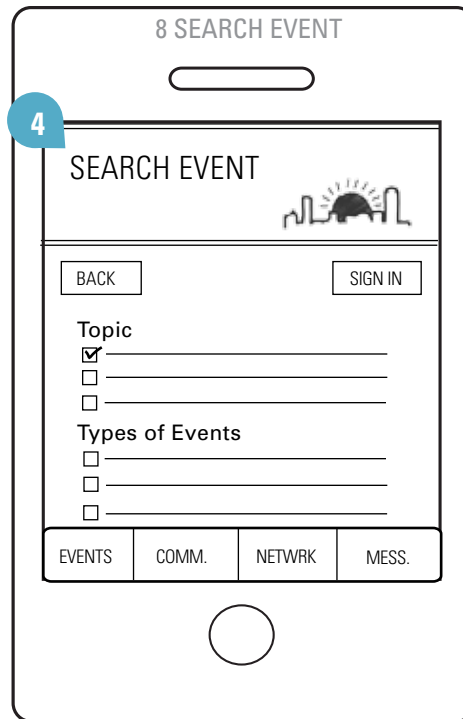 8 SEARCH EVENT
4
SEARCH EVENT
BACK SIGN IN
Topic
Types of Events
EVENTS COMM. NETWRK MESS.